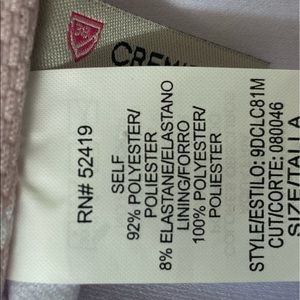 RN# 52419
SELF
92% POLYESTER/
POLIESTER
8% ELASTANE/ELASTANO
LINING/FORRO
100% POLYESTER/
POLIESTER
STYLE/ESTILO: 9DCLC81M
CUT/CORTE: 080046
SIZE/TALLA